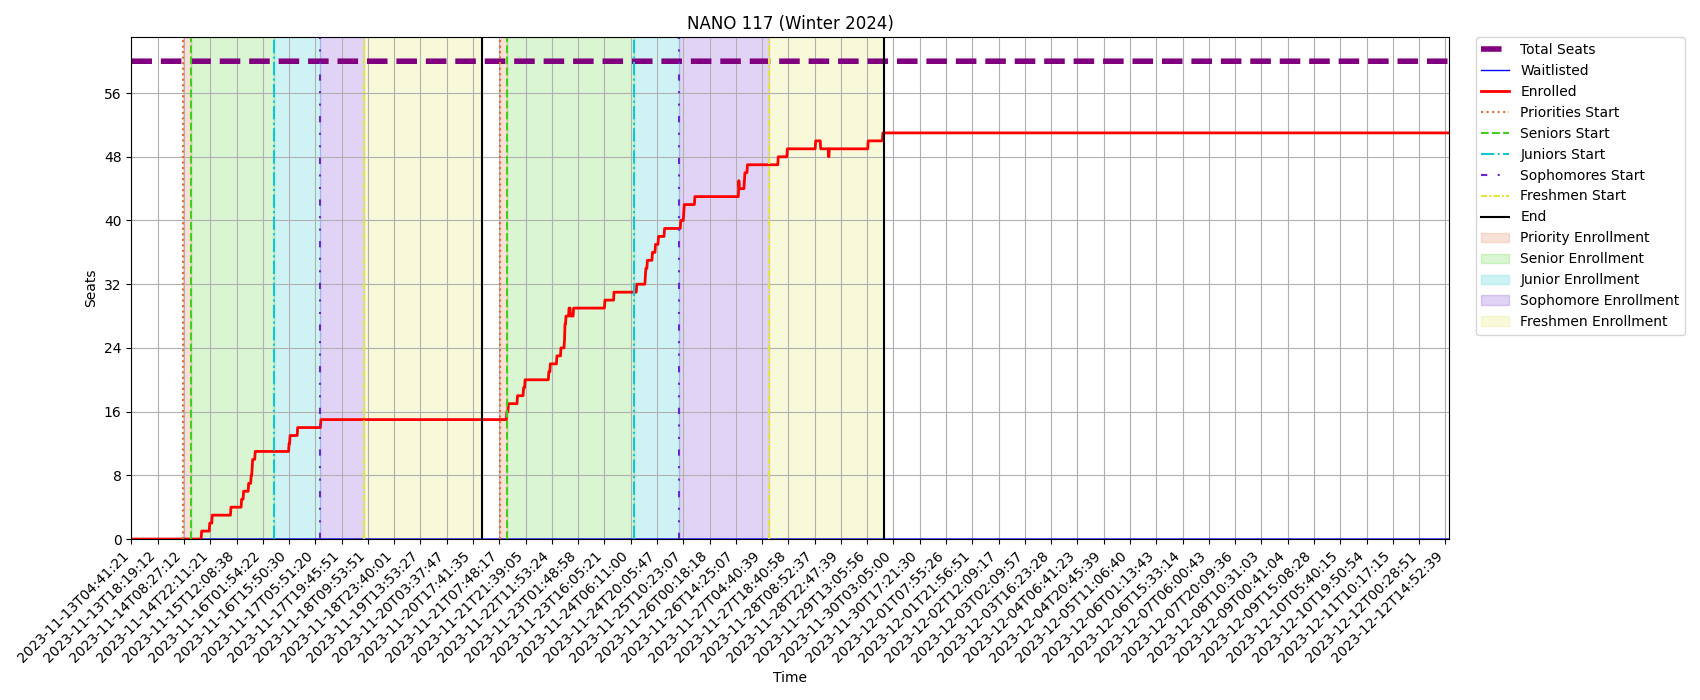 NANO 117 (Winter 2024)
Total Seats
Waitlisted
Enrolled
Priorities Start
Seniors Start
Juniors Start
Sophomores Start
Freshmen Start
End
Priority Enrollment
Senior Enrollment
Junior Enrollment
Sophomore Enrollment
Freshmen Enrollment
Seats
56
48
40
32
24
16
8
0
2023-11-13T04:41:21
2023-11-13T18:19:12
2023-11-14T08:27:12
2023-11-14T22:11:21
2023-11-15T12:08:38
2023-11-16T01:54:22
2023-11-16T15:50:30
2023-11-17T05:51:20
2023-11-17T19:45:51
2023-11-18T09:53:51
2023-11-18T23:40:01
2023-11-19T13:53:27
2023-11-20T03:37:47
2023-11-20T17:41:35
2023-11-21T07:48:17
2023-11-21T21:39:05
2023-11-22T11:53:24
2023-11-23T01:48:58
2023-11-23T16:05:21
2023-11-24T06:11:00
2023-11-24T20:05:47
2023-11-25T10:23:07
2023-11-26T00:18:18
2023-11-26T14:25:07
2023-11-27T04:40:39
2023-11-27T18:40:58
2023-11-28T08:52:37
2023-11-28T22:47:39
2023-11-29T13:05:56
2023-11-30T03:05:00
2023-11-30T17:21:30
2023-12-01T07:55:26
2023-12-01T21:56:51
2023-12-02T12:09:17
2023-12-03T02:09:57
2023-12-03T16:23:28
2023-12-04T06:41:23
2023-12-04T20:45:39
2023-12-05T11:06:40
2023-12-06T01:13:43
2023-12-06T15:33:14
2023-12-07T06:00:43
2023-12-07T20:09:36
2023-12-08T10:31:03
2023-12-09T00:41:04
2023-12-09T15:08:28
2023-12-10T05:40:15
2023-12-10T19:50:54
2023-12-11T10:17:15
2023-12-12T00:28:51
2023-12-12T14:52:39
Time